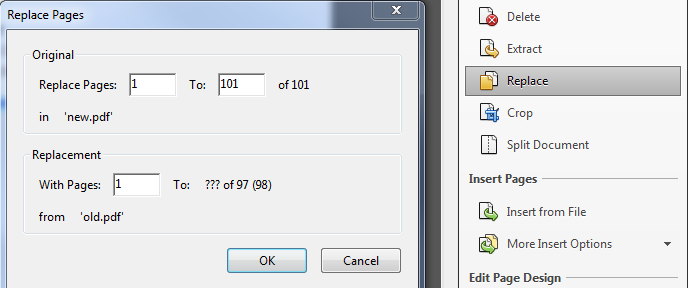 Replace Pages
Original
Replace Pages: 1 To: 101 of 101
in 'new.pdf'
Replacement
With Pages: 1 To: ??? of 97 (98)
from 'old.pdf'
OK Cancel
Delete
Extract
Replace
Crop
Split Document
Insert Pages
Insert from File
More Insert Options
Edit Page Design